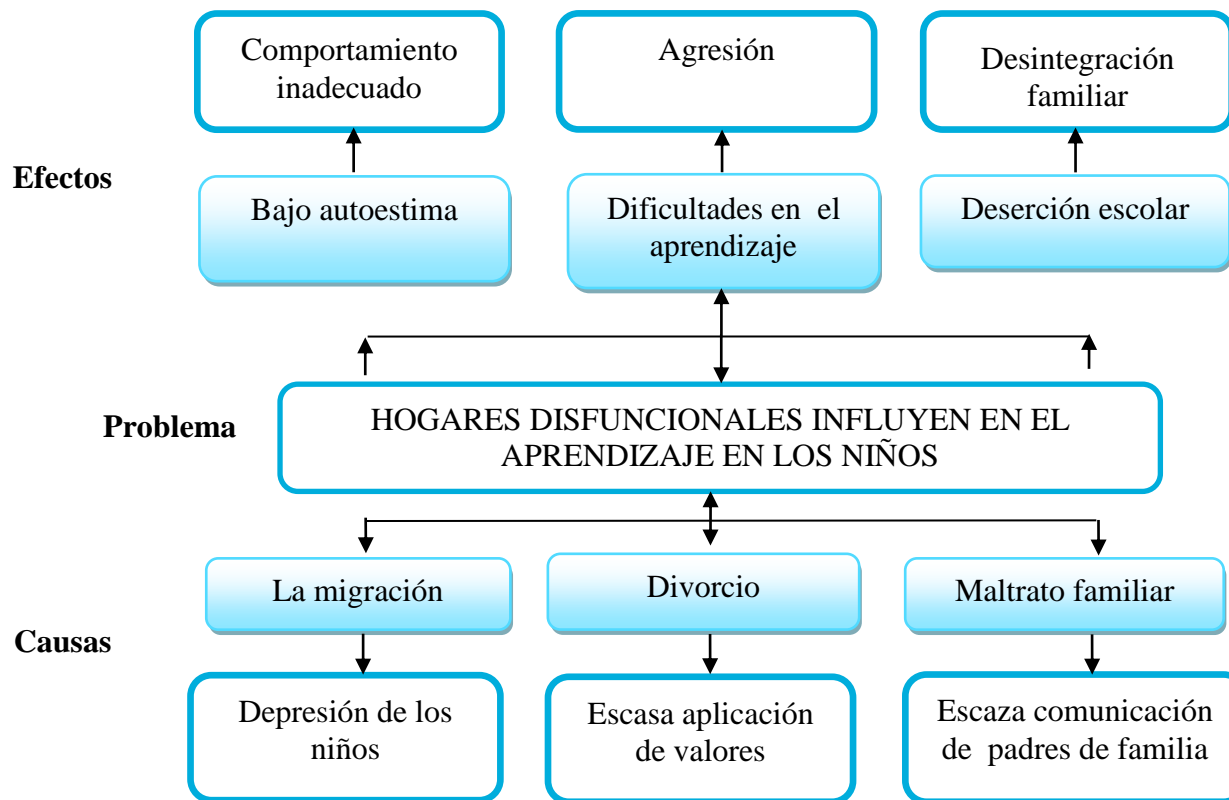 Comportamiento
inadecuado
Agresión
Desintegración
familiar
Efectos
Bajo autoestima
Dificultades en  el
aprendizaje
Deserción escolar
Problema
HOGARES DISFUNCIONALES INFLUYEN EN EL
APRENDIZAJE EN LOS NIÑOS
La migración
Divorcio
Maltrato familiar
Causas
Depresión de los
niños
Escasa aplicación
de valores
Escaza comunicación
de  padres de familia